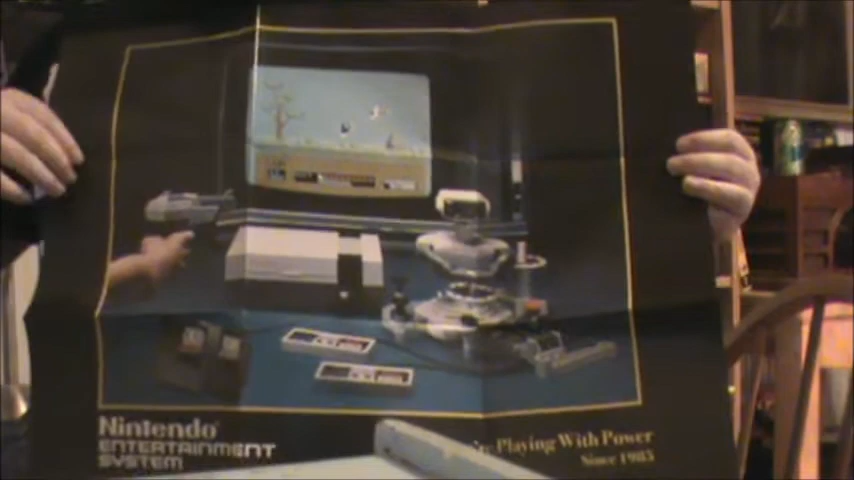 Nintendo®
ENTERTAINMENT
SYSTEM
Playing With Power
Since 1985